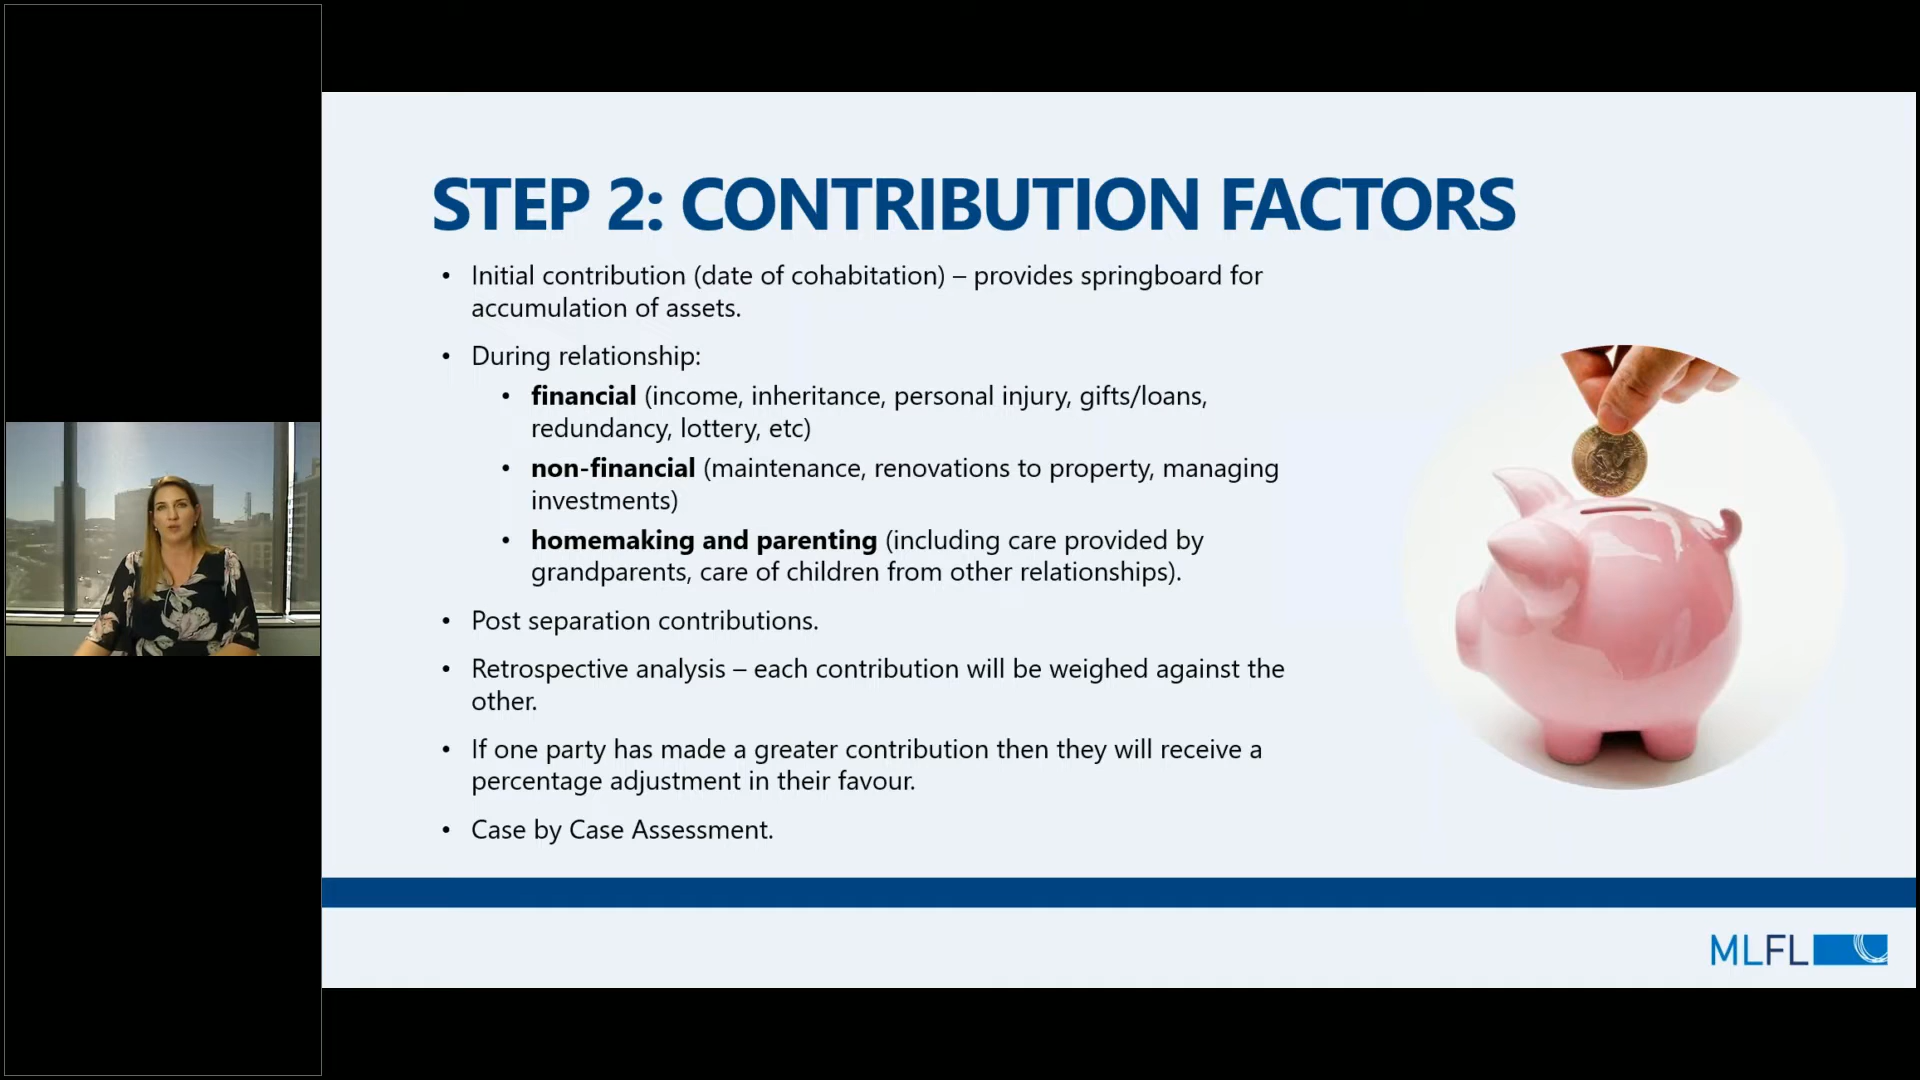 STEP 2: CONTRIBUTION FACTORS
• Initial contribution (date of cohabitation) – provides springboard for
accumulation of assets.
• During relationship:
• financial (income, inheritance, personal injury, gifts/loans,
redundancy, lottery, etc)
• non-financial (maintenance, renovations to property, managing
investments)
• homemaking and parenting (including care provided by
grandparents, care of children from other relationships).
• Post separation contributions.
• Retrospective analysis – each contribution will be weighed against the
other.
• If one party has made a greater contribution then they will receive a
percentage adjustment in their favour.
• Case by Case Assessment.
MLFL